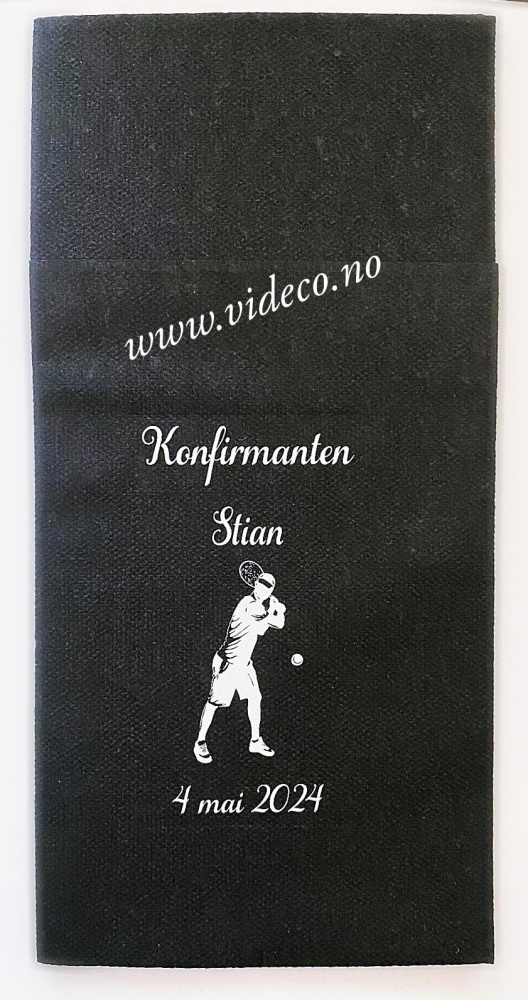 www.videco.no
Konfirmanten
Stian
4 mai 2024